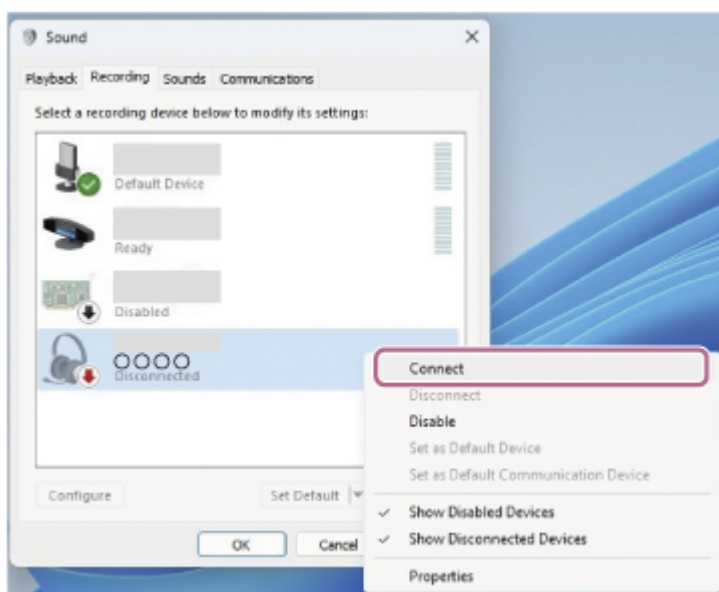 Sound
Playback Recording Sounds Communications
Select a recording device below to modify its settings:
Default Device
Ready
Disabled
○○○○
Disconnected
Configure Set Default
OK Cancel
Connect
Disconnect
Disable
Set as Default Device
Set as Default Communication Device
Show Disabled Devices
Show Disconnected Devices
Properties